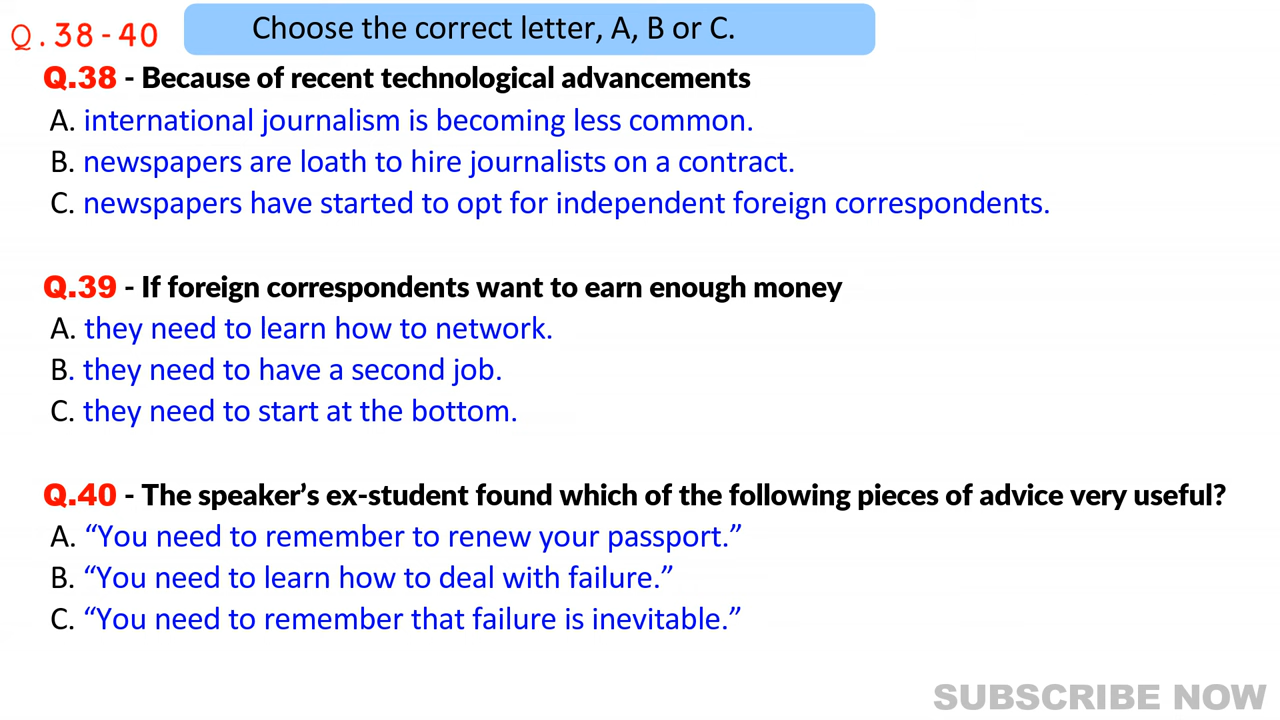 Q.38-40
Choose the correct letter, A, B or C.
Q.38 - Because of recent technological advancements
A. international journalism is becoming less common.
B. newspapers are loath to hire journalists on a contract.
C. newspapers have started to opt for independent foreign correspondents.
Q.39 - If foreign correspondents want to earn enough money
A. they need to learn how to network.
B. they need to have a second job.
C. they need to start at the bottom.
Q.40 - The speaker’s ex-student found which of the following pieces of advice very useful?
A. “You need to remember to renew your passport.”
B. “You need to learn how to deal with failure.”
C. “You need to remember that failure is inevitable.”
SUBSCRIBE NOW